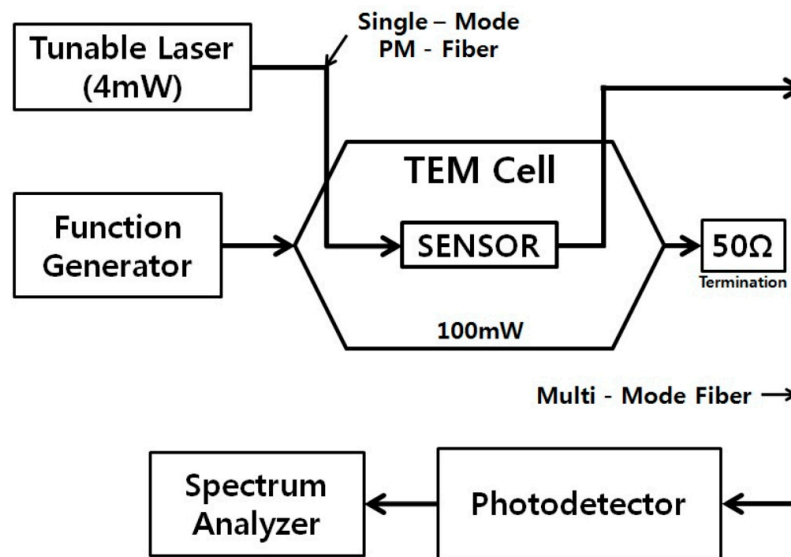 Single – Mode
PM - Fiber
Tunable Laser
(4mW)
TEM Cell
Function
Generator
SENSOR
50Ω
Termination
100mW
Multi - Mode Fiber
Spectrum
Analyzer
Photodetector